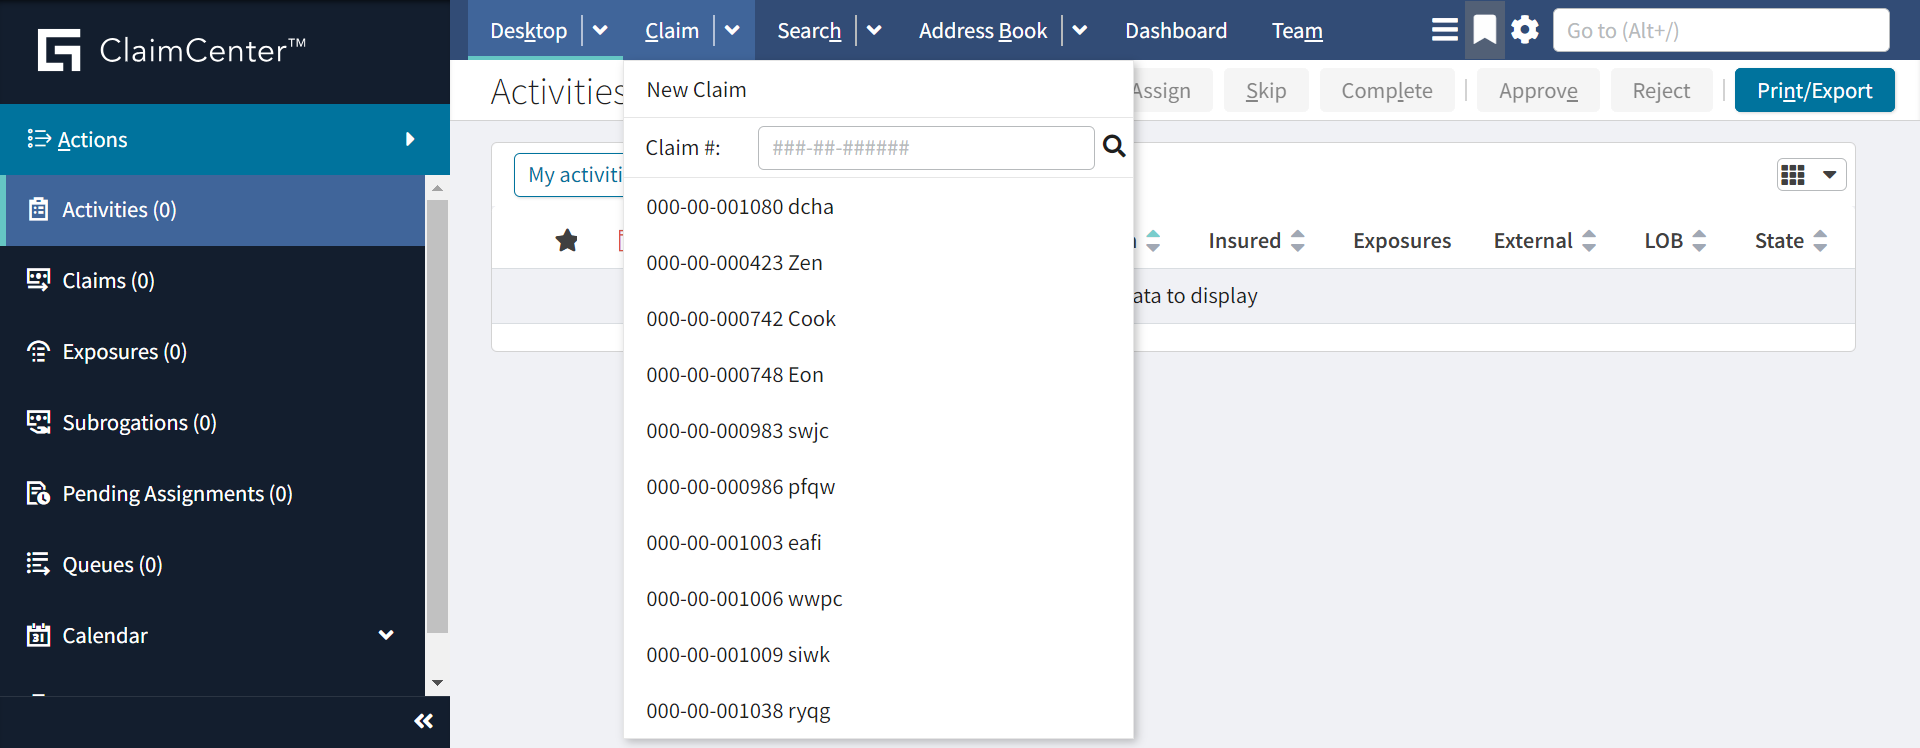 ClaimCenter™
Desktop
Claim
Search
Address Book
Dashboard
Team
Go to (Alt+/)
Actions
Activities (0)
Claims (0)
Exposures (0)
Subrogations (0)
Pending Assignments (0)
Queues (0)
31
Calendar
Activities
Assign
Skip
Complete
Approve
Reject
Print/Export
New Claim
Claim #:
###-##-######
000-00-001080 dcha
000-00-000423 Zen
000-00-000742 Cook
000-00-000748 Eon
000-00-000983 swjc
000-00-000986 pfqw
000-00-001003 eafi
000-00-001006 wwpc
000-00-001009 siwk
000-00-001038 ryqg
My activiti
Insured
Exposures
External
LOB
State
ata to display